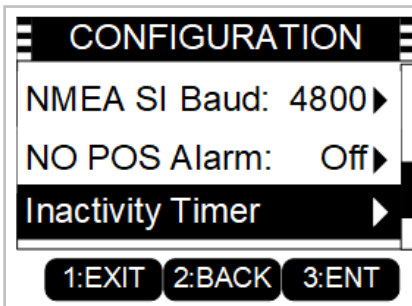 CONFIGURATION
NMEA SI Baud: 4800
NO POS Alarm: Off
Inactivity Timer
1:EXIT 2:BACK 3:ENT